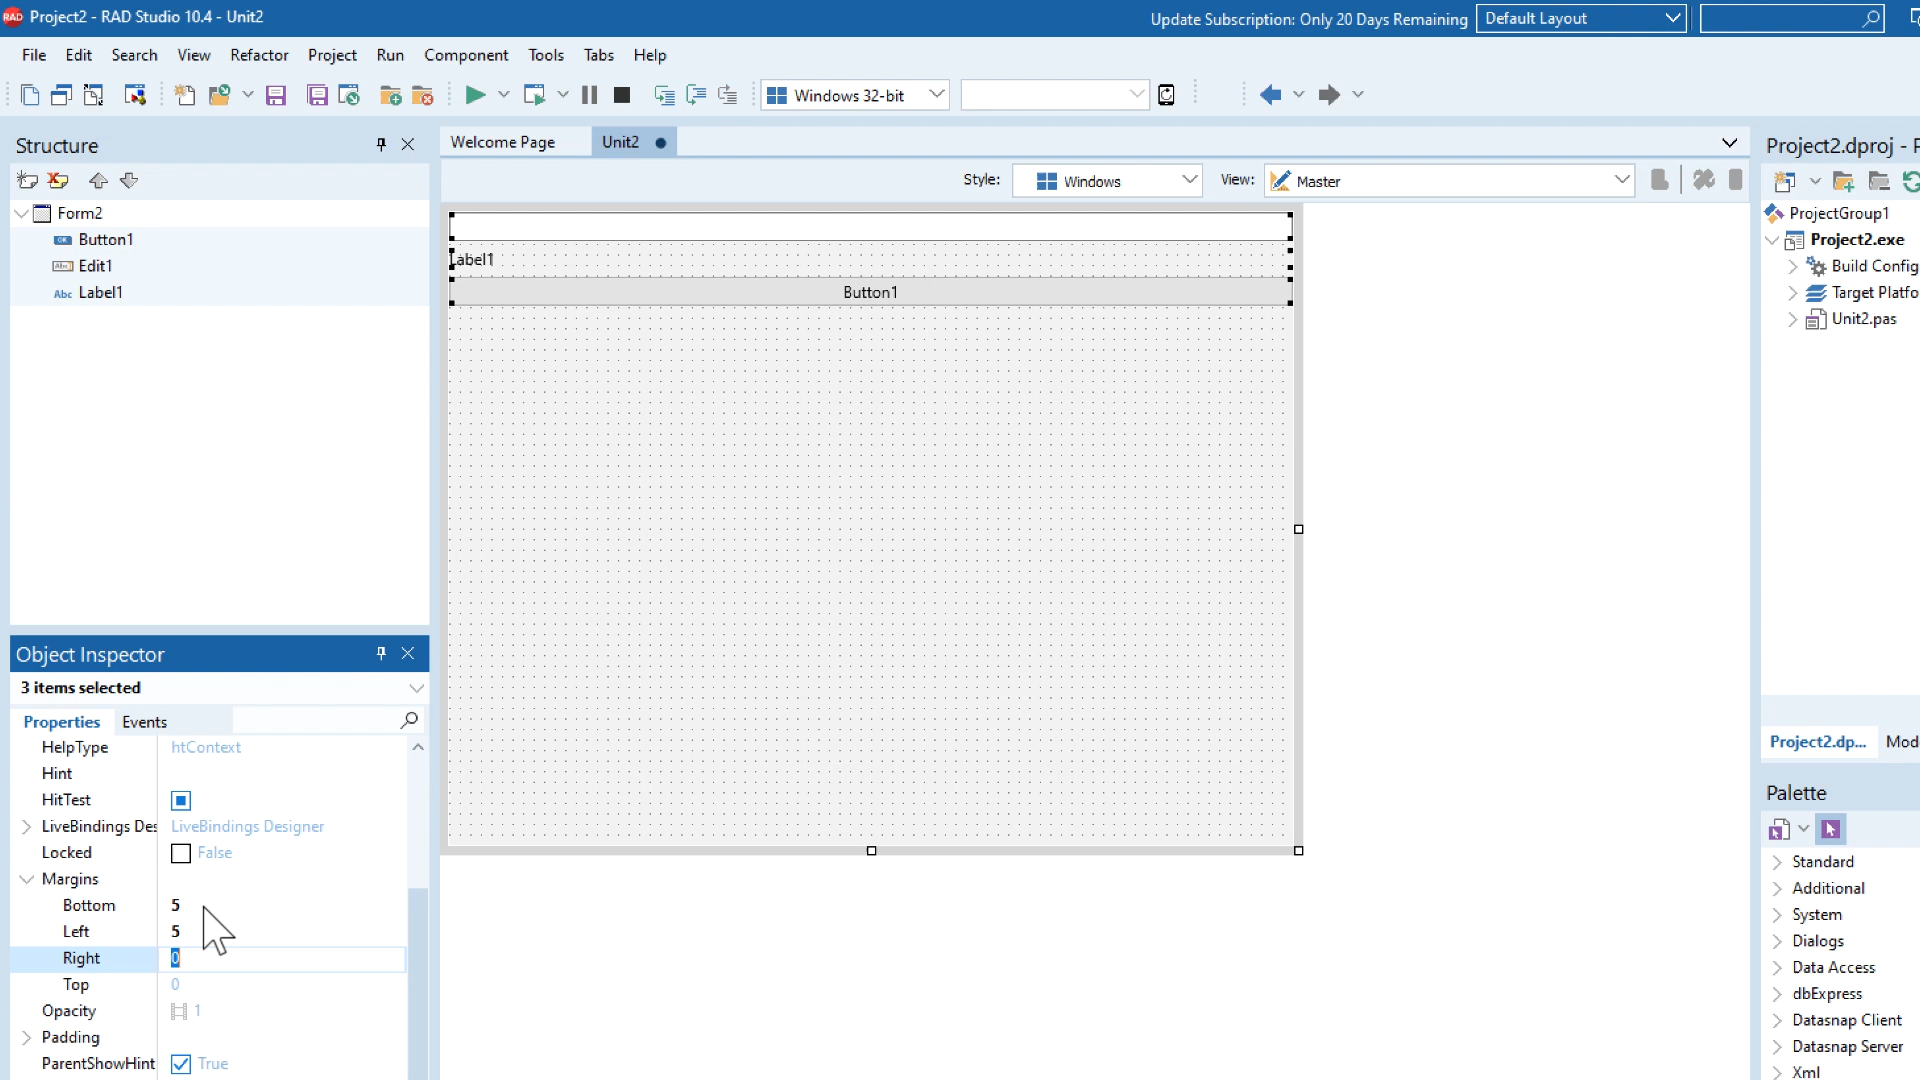 RAD Project2 - RAD Studio 10.4 - Unit2
Update Subscription: Only 20 Days Remaining
Default Layout
File Edit Search View Refactor Project Run Component Tools Tabs Help
Windows 32-bit
Structure
Form2
OK Button1
Abc Edit1
Abc Label1
Welcome Page
Unit2
Style:
Windows
View:
Master
Label1
Button1
Object Inspector
3 items selected
Properties
Events
HelpType htContext
Hint
HitTest
LiveBindings Des LiveBindings Designer
Locked False
Margins
Bottom 5
Left 5
Right 0
Top 0
Opacity 1
Padding
ParentShowHint True
Project2.dproj - P
ProjectGroup1
Project2.exe
Build Config
Target Platfo
Unit2.pas
Project2.dp...
Mod
Palette
Standard
Additional
System
Dialogs
Data Access
dbExpress
Datasnap Client
Datasnap Server
Xml